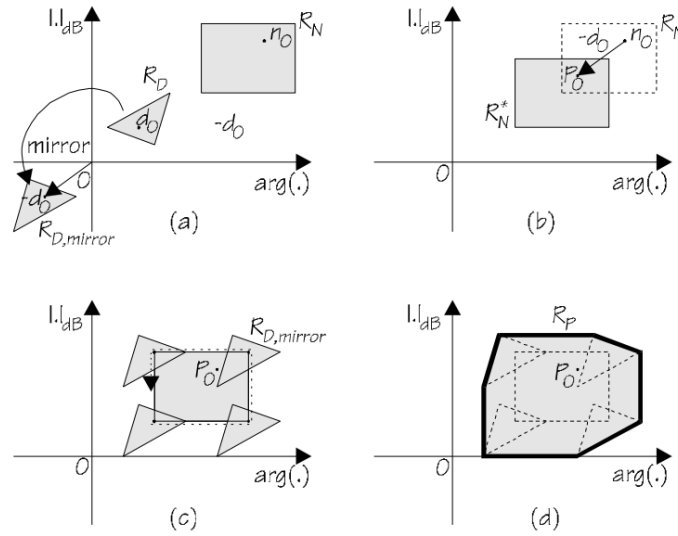 |.|dB
R_N
n_O
R_D
d_O
-d_O
mirror
O
arg(.)
-d_O
R_D,mirror
(a)
|.|dB
R_N
-d_O
n_O
p_O
R_N^*
O
arg(.)
(b)
|.|dB
R_D,mirror
p_O
O
arg(.)
(c)
|.|dB
R_P
p_O
O
arg(.)
(d)